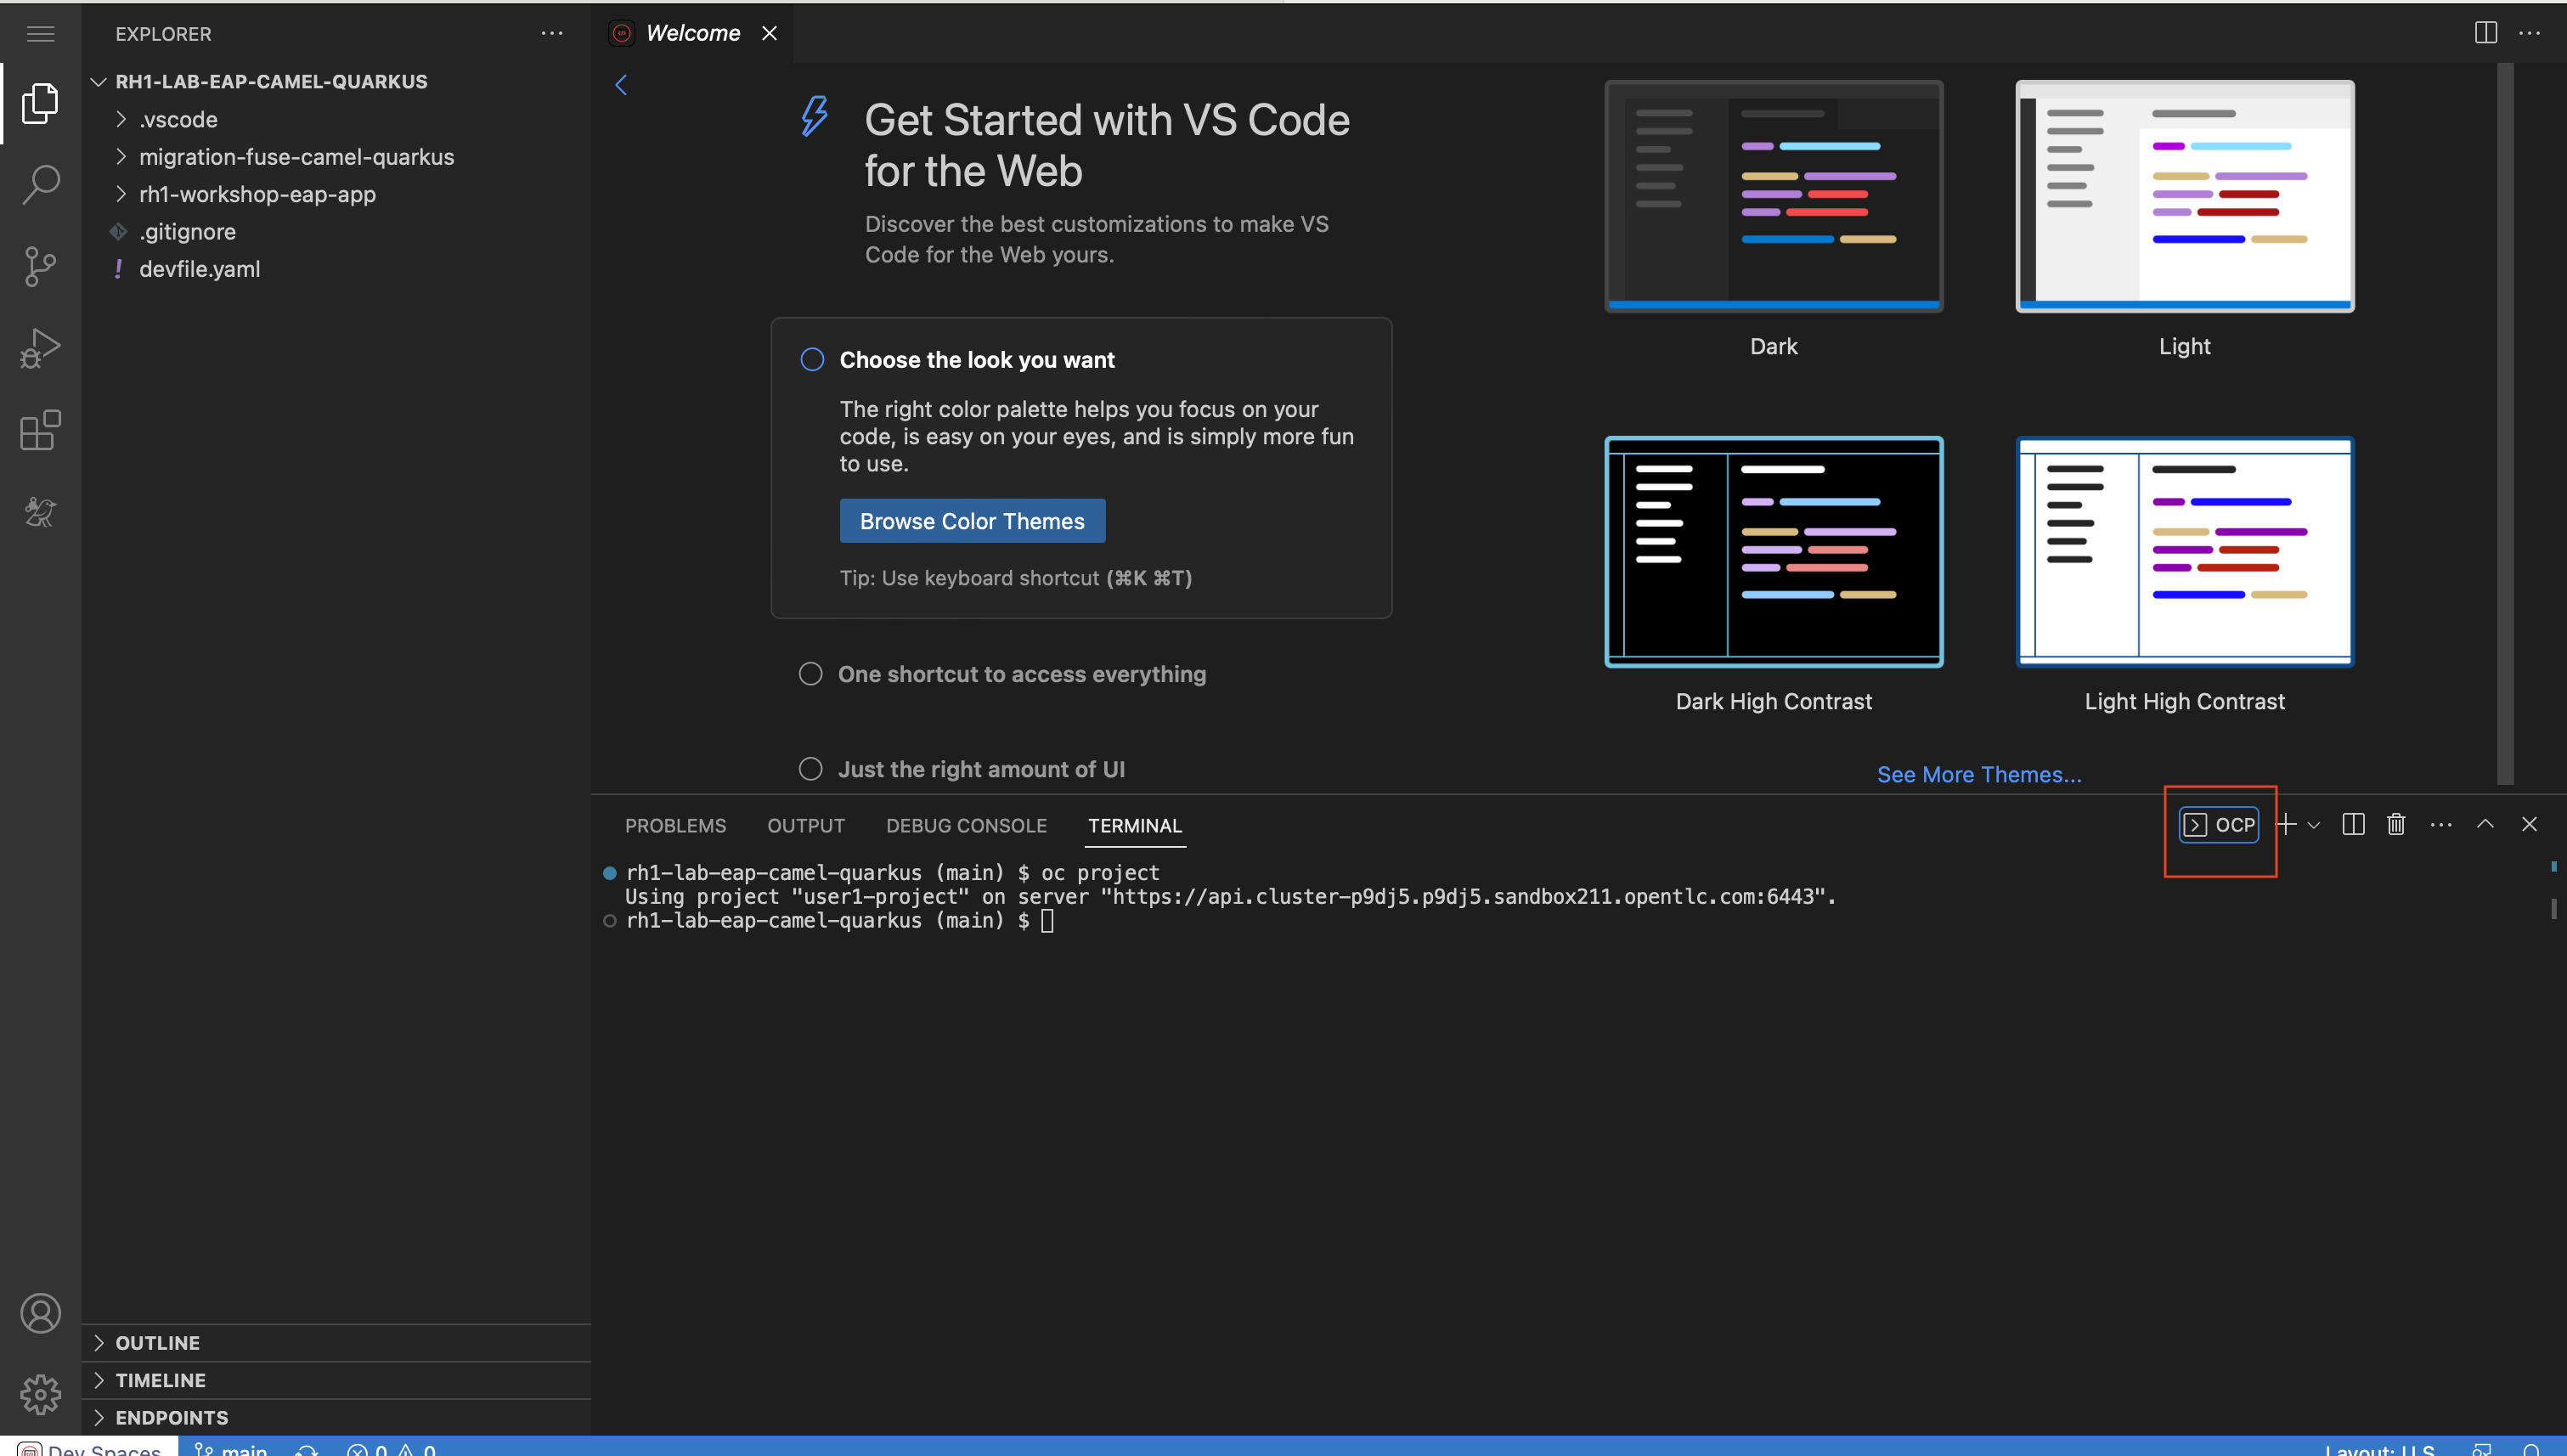 EXPLORER
RH1-LAB-EAP-CAMEL-QUARKUS
.vscode
migration-fuse-camel-quarkus
rh1-workshop-eap-app
.gitignore
! devfile.yaml
OUTLINE
TIMELINE
ENDPOINTS
Welcome
Get Started with VS Code
for the Web
Discover the best customizations to make VS
Code for the Web yours.
Choose the look you want
The right color palette helps you focus on your
code, is easy on your eyes, and is simply more fun
to use.
Browse Color Themes
Tip: Use keyboard shortcut (⌘K ⌘T)
One shortcut to access everything
Just the right amount of UI
Dark
Light
Dark High Contrast
Light High Contrast
See More Themes...
PROBLEMS
OUTPUT
DEBUG CONSOLE
TERMINAL
OCP
rh1-lab-eap-camel-quarkus (main) $ oc project
Using project "user1-project" on server "https://api.cluster-p9dj5.p9dj5.sandbox211.opentlc.com:6443".
rh1-lab-eap-camel-quarkus (main) $
Dev Spaces
main
0
0
Layout: U.S.